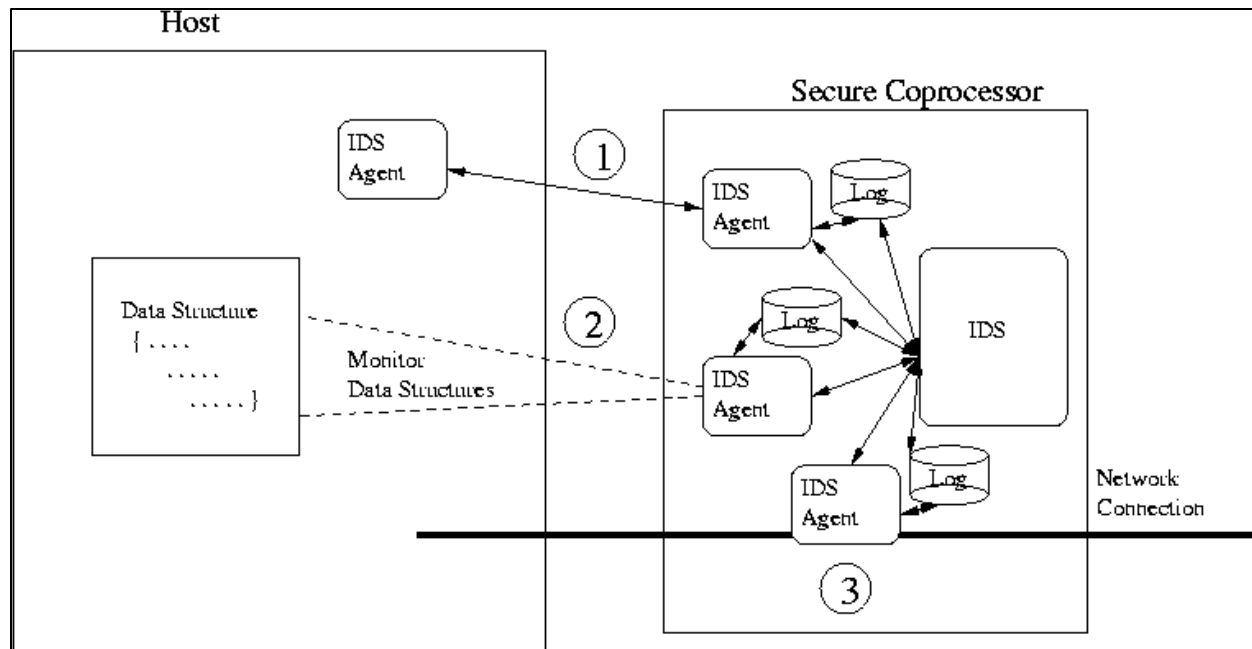 Host
Secure Coprocessor
IDS
Agent
1
IDS
Agent
Log
Data Structure
{ . . . .
. . . . .
. . . . . }
Monitor
Data Structures
2
Log
IDS
Agent
IDS
IDS
Agent
Log
Network
Connection
3